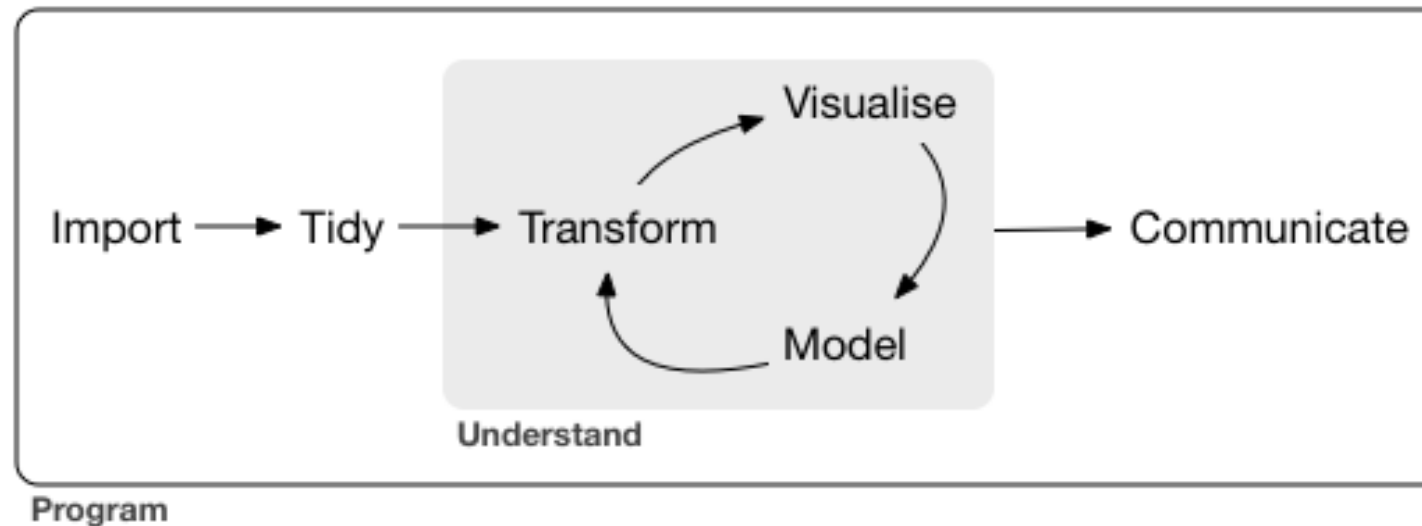 Visualise
Import Tidy Transform Communicate
Model
Understand
Program